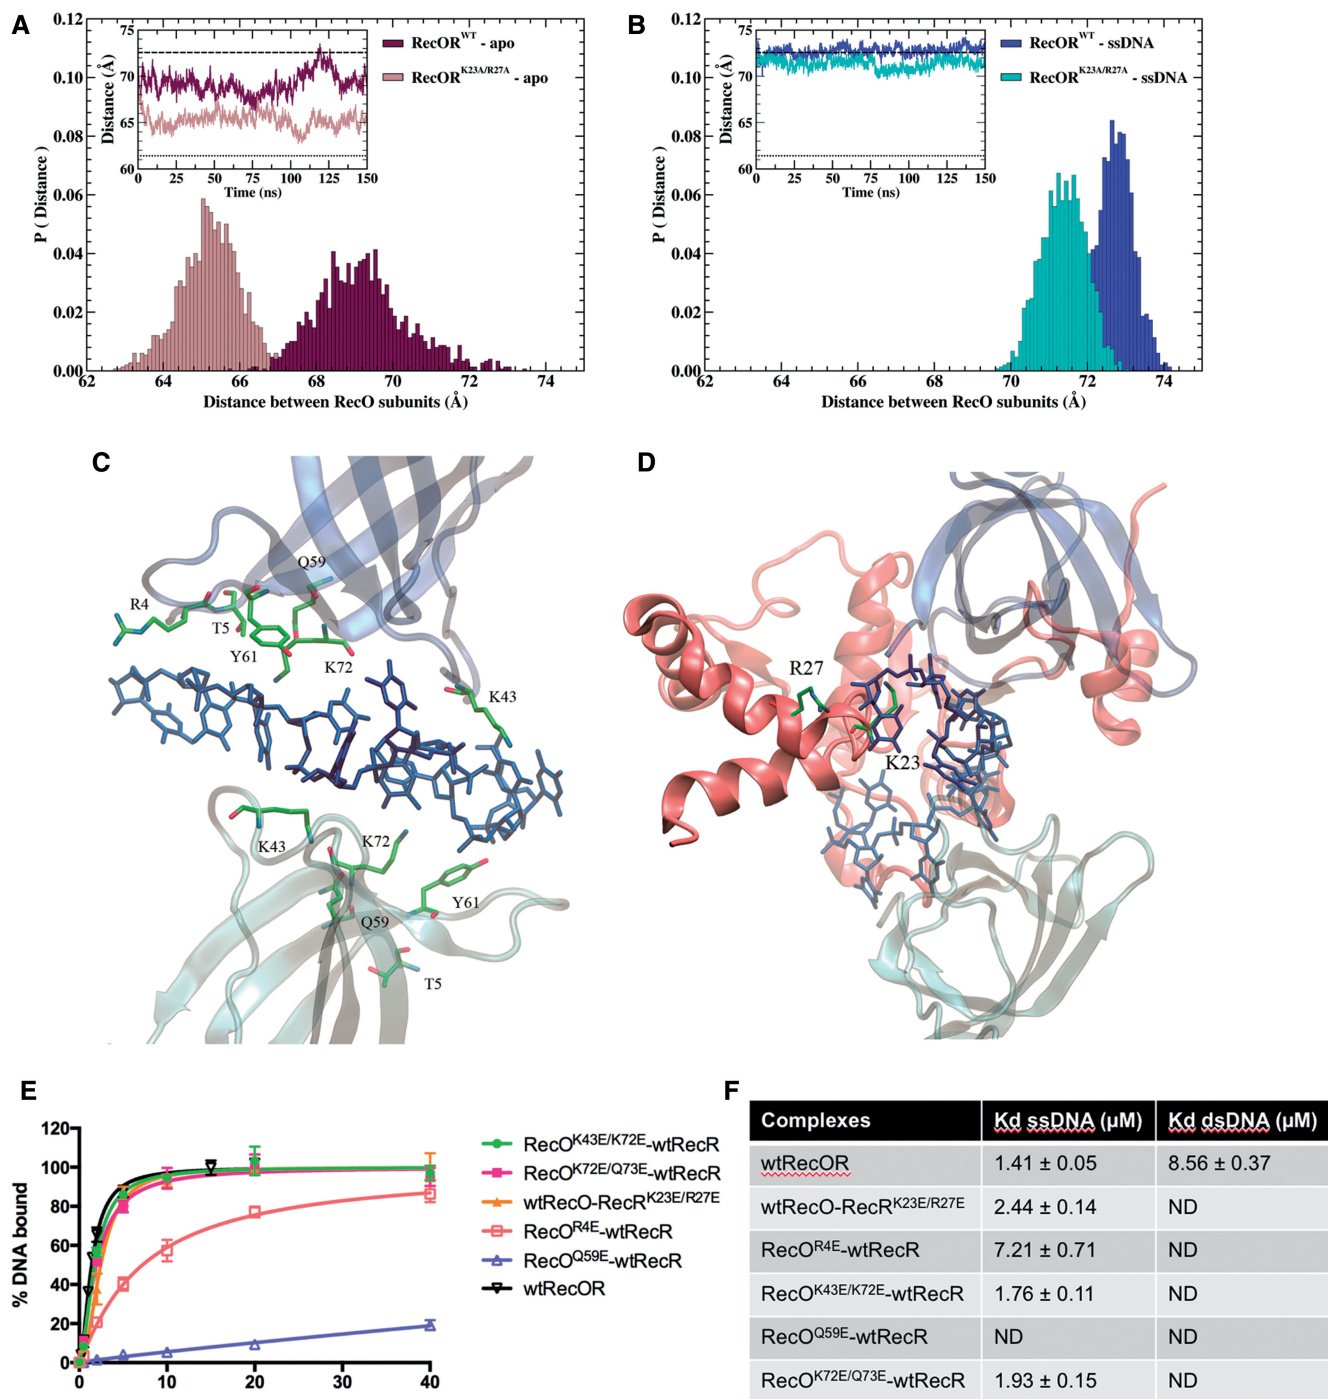 A
0.12
0.10
0.08
0.06
0.04
0.02
0.00
P ( Distance )
62 64 66 68 70 72 74
Distance between RecO subunits (Å)
75
70
65
60
Distance (Å)
0 25 50 75 100 125 150
Time (ns)
RecOR^WT - apo
RecOR^K23A/R27A - apo
B
0.12
0.10
0.08
0.06
0.04
0.02
0.00
P ( Distance )
62 64 66 68 70 72 74
Distance between RecO subunits (Å)
75
70
65
60
Distance (Å)
0 25 50 75 100 125 150
Time (ns)
RecOR^WT - ssDNA
RecOR^K23A/R27A - ssDNA
C
Q59
R4
T5
Y61
K72
K43
K43
K72
Y61
Q59
T5
D
R27
K23
E
120
100
80
60
40
20
0
% DNA bound
0 10 20 30 40
RecO^K43E/K72E-wtRecR
RecO^K72E/Q73E-wtRecR
wtRecO-RecR^K23E/R27E
RecO^R4E-wtRecR
RecO^Q59E-wtRecR
wtRecOR
F
Complexes Kd ssDNA (µM) Kd dsDNA (µM)
wtRecOR 1.41 ± 0.05 8.56 ± 0.37
wtRecO-RecR^K23E/R27E 2.44 ± 0.14 ND
RecO^R4E-wtRecR 7.21 ± 0.71 ND
RecO^K43E/K72E-wtRecR 1.76 ± 0.11 ND
RecO^Q59E-wtRecR ND ND
RecO^K72E/Q73E-wtRecR 1.93 ± 0.15 ND